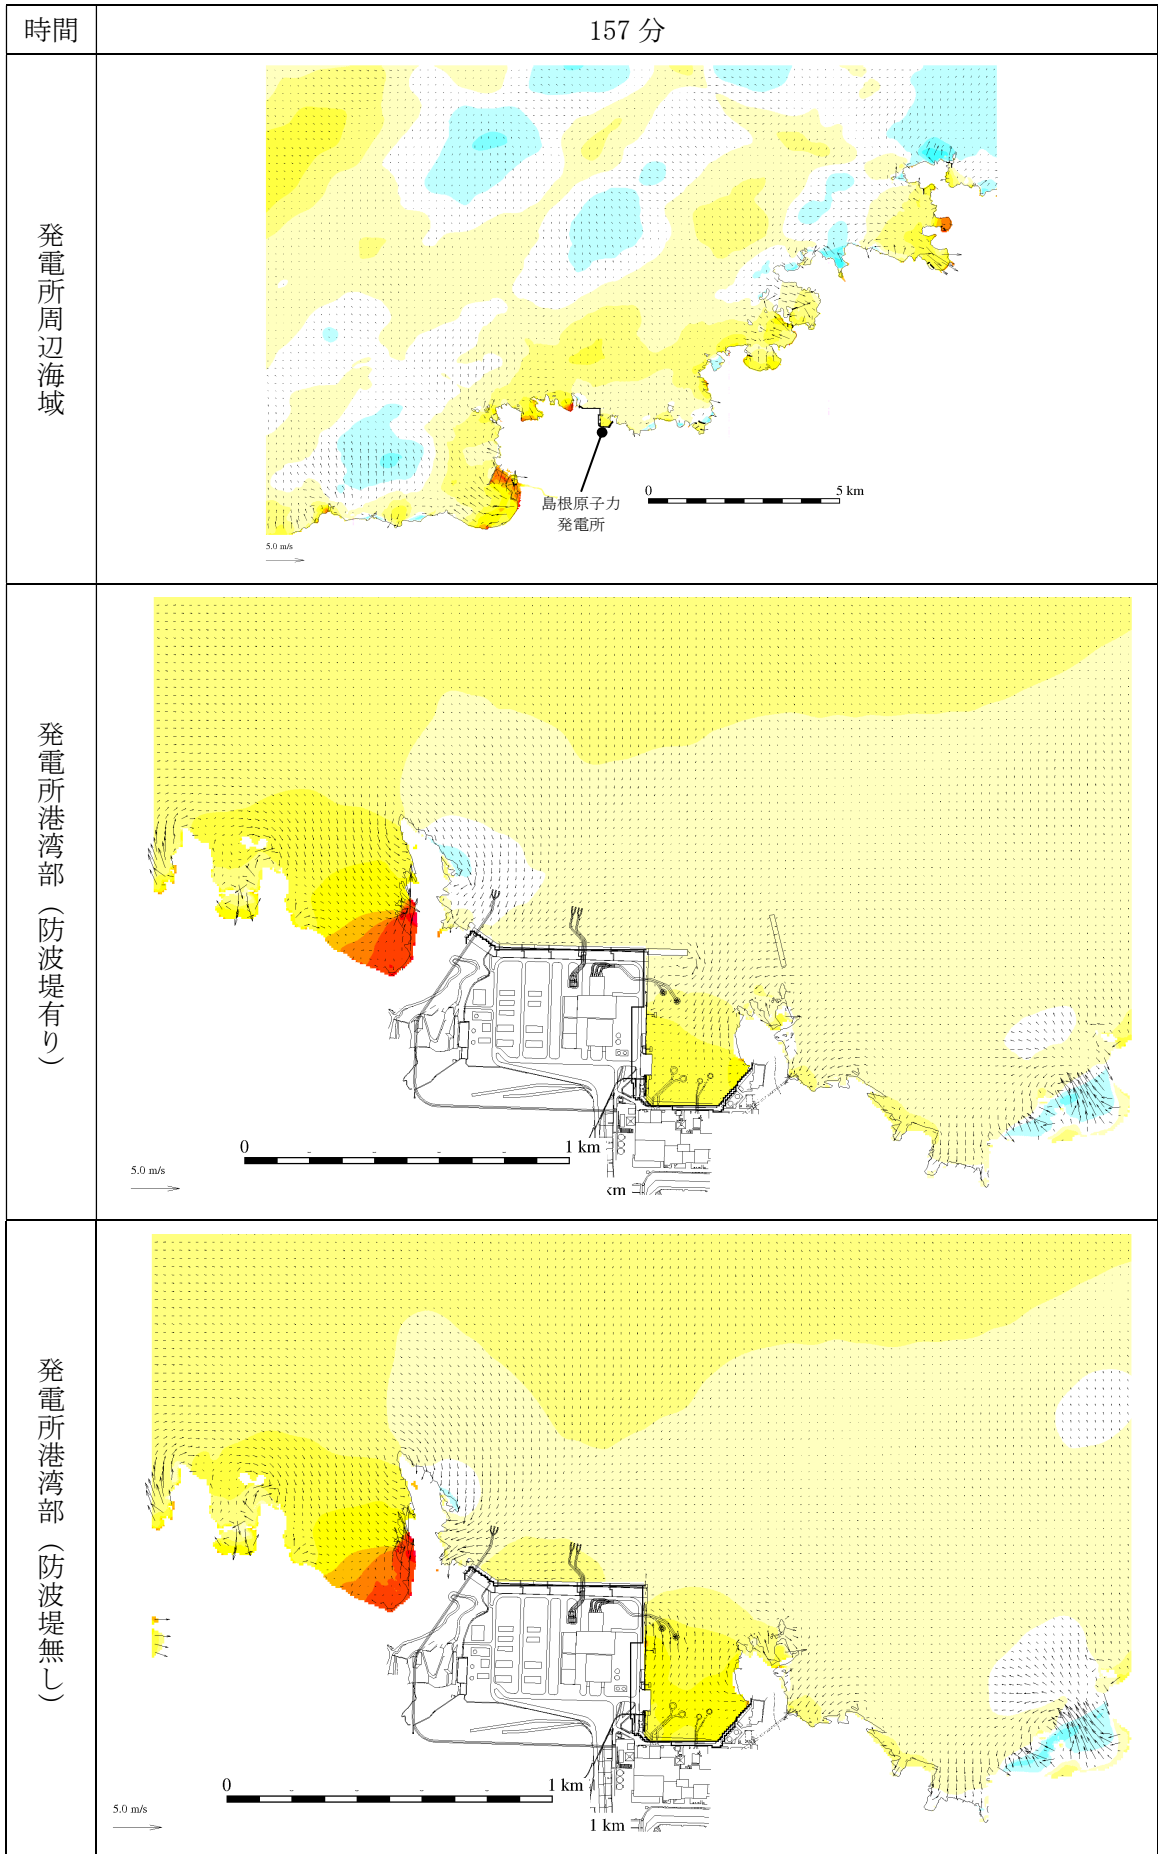 時間
157 分
発電所周辺海域
島根原子力
発電所
0
5 km
5.0 m/s
発電所港湾部（防波堤有り）
0
1 km
5.0 m/s
km
発電所港湾部（防波堤無し）
0
1 km
5.0 m/s
1 km